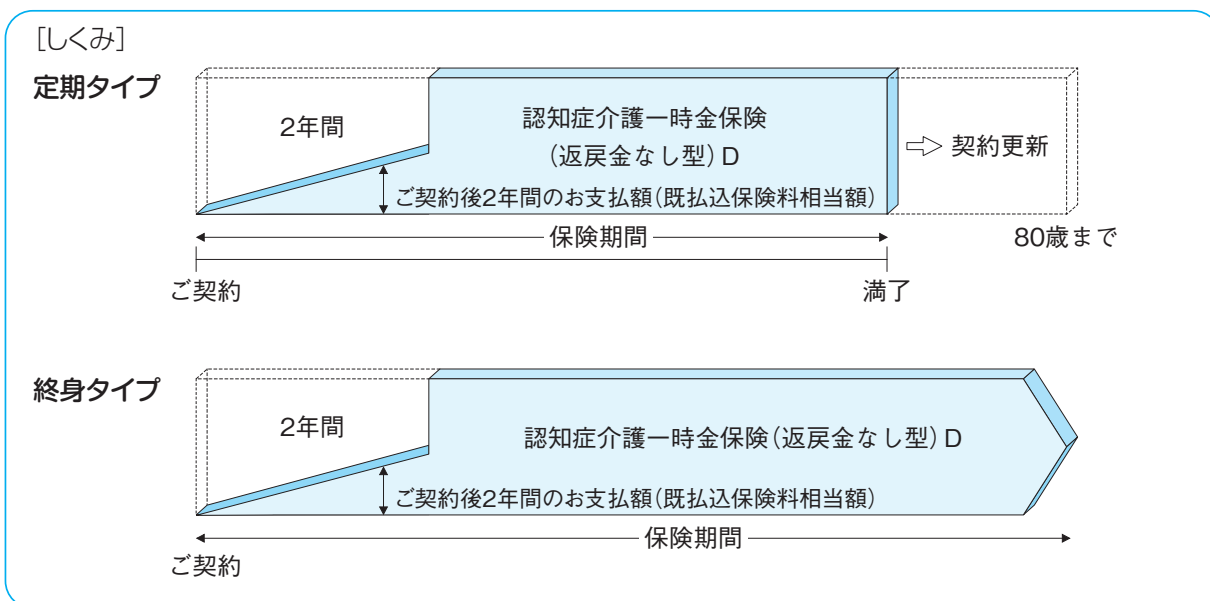 ［しくみ］
定期タイプ
2年間
認知症介護一時金保険
（返戻金なし型）D
契約更新
ご契約後2年間のお支払額（既払込保険料相当額）
保険期間
80歳まで
ご契約
満了
終身タイプ
2年間
認知症介護一時金保険（返戻金なし型）D
ご契約後2年間のお支払額（既払込保険料相当額）
保険期間
ご契約